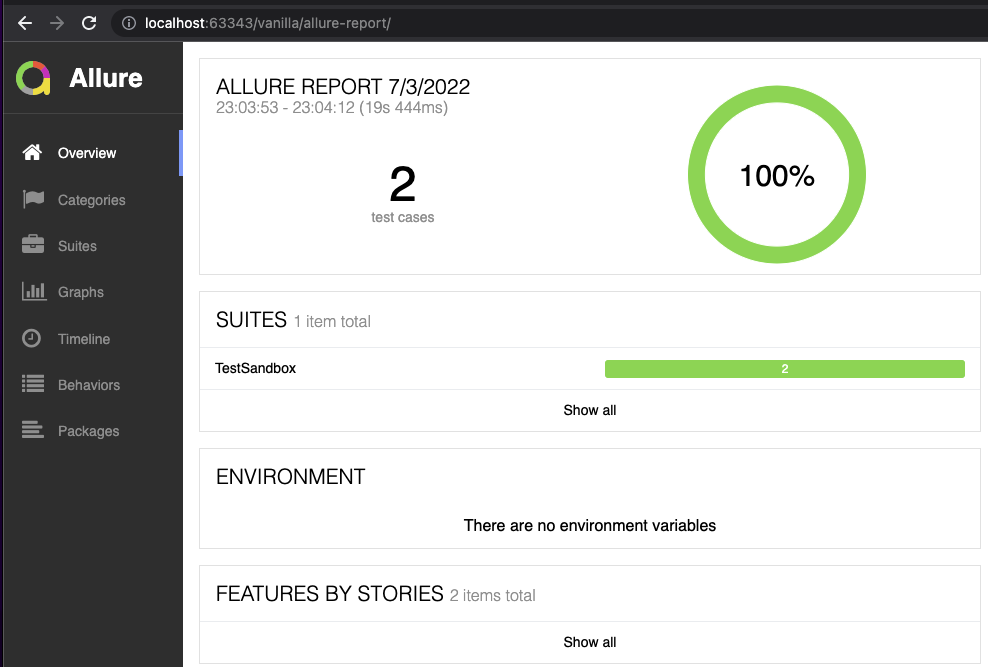 localhost:63343/vanilla/allure-report/
Allure
Overview
Categories
Suites
Graphs
Timeline
Behaviors
Packages
ALLURE REPORT 7/3/2022
23:03:53 - 23:04:12 (19s 444ms)
2
test cases
100%
SUITES 1 item total
TestSandbox 2
Show all
ENVIRONMENT
There are no environment variables
FEATURES BY STORIES 2 items total
Show all